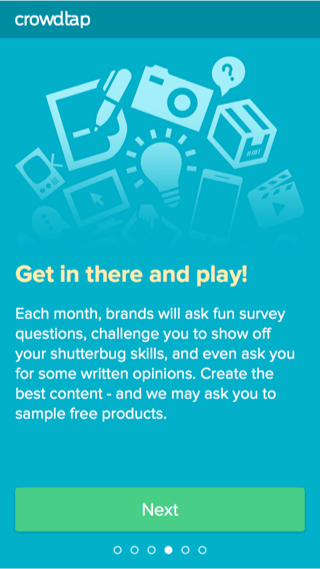 crowdtap
?
Get in there and play!
Each month, brands will ask fun survey
questions, challenge you to show off
your shutterbug skills, and even ask you
for some written opinions. Create the
best content - and we may ask you to
sample free products.
Next